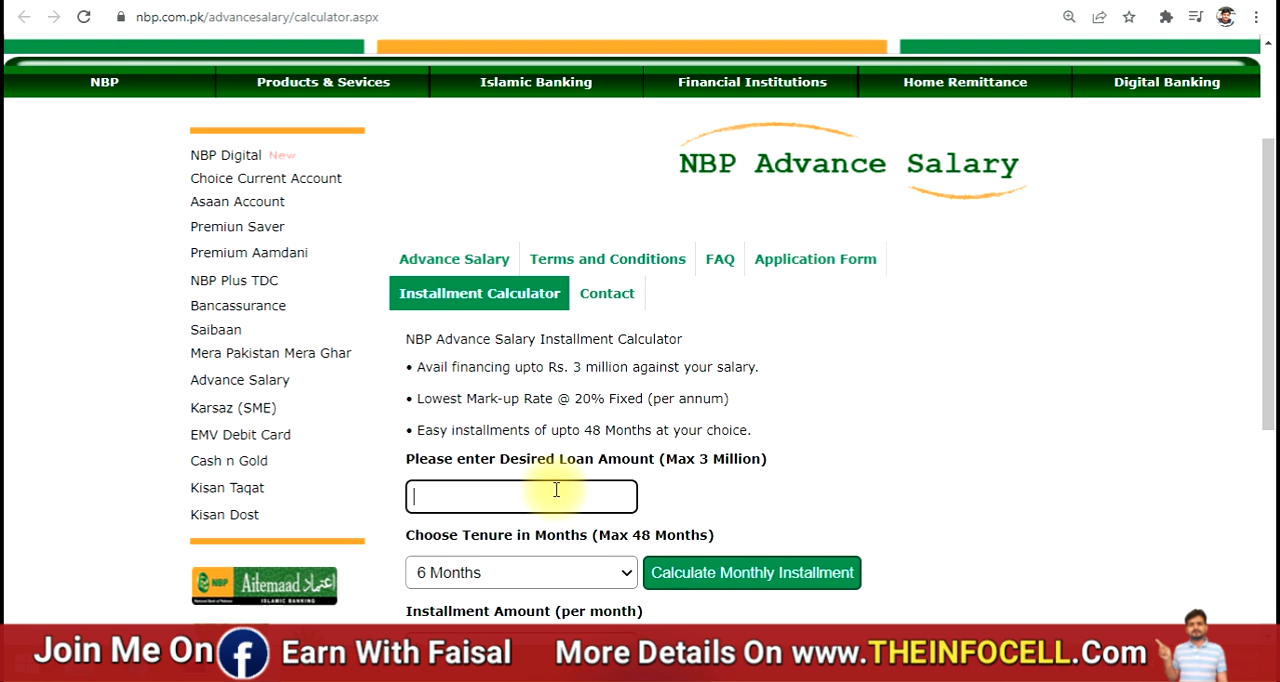 nbp.com.pk/advancesalary/calculator.aspx
NBP
Products & Sevices
Islamic Banking
Financial Institutions
Home Remittance
Digital Banking
NBP Digital New
Choice Current Account
Asaan Account
Premiun Saver
Premium Aamdani
NBP Plus TDC
Bancassurance
Saibaan
Mera Pakistan Mera Ghar
Advance Salary
Karsaz (SME)
EMV Debit Card
Cash n Gold
Kisan Taqat
Kisan Dost
NBP Aitemaad اعتماد
ISLAMIC BANKING
NBP Advance Salary
Advance Salary
Terms and Conditions
FAQ
Application Form
Installment Calculator
Contact
NBP Advance Salary Installment Calculator
• Avail financing upto Rs. 3 million against your salary.
• Lowest Mark-up Rate @ 20% Fixed (per annum)
• Easy installments of upto 48 Months at your choice.
Please enter Desired Loan Amount (Max 3 Million)
Choose Tenure in Months (Max 48 Months)
6 Months
Calculate Monthly Installment
Installment Amount (per month)
Join Me On f Earn With Faisal More Details On www.THEINFOCELL.Com